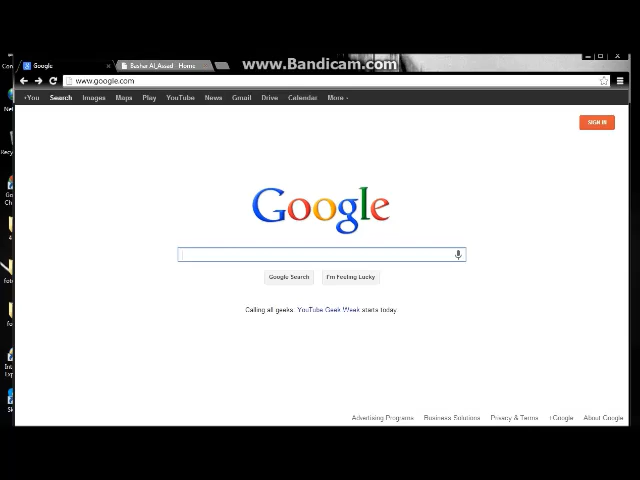 www.Bandicam.com
Google
Bashar Al_Assad - Home
www.google.com
+You Search Images Maps Play YouTube News Gmail Drive Calendar More
SIGN IN
Google
Google Search I'm Feeling Lucky
Calling all geeks. YouTube Geek Week starts today.
Advertising Programs Business Solutions Privacy & Terms +Google About Google